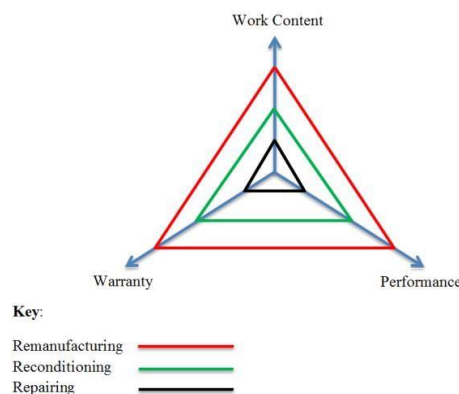 Work Content
Warranty
Performance
Key:
Remanufacturing
Reconditioning
Repairing